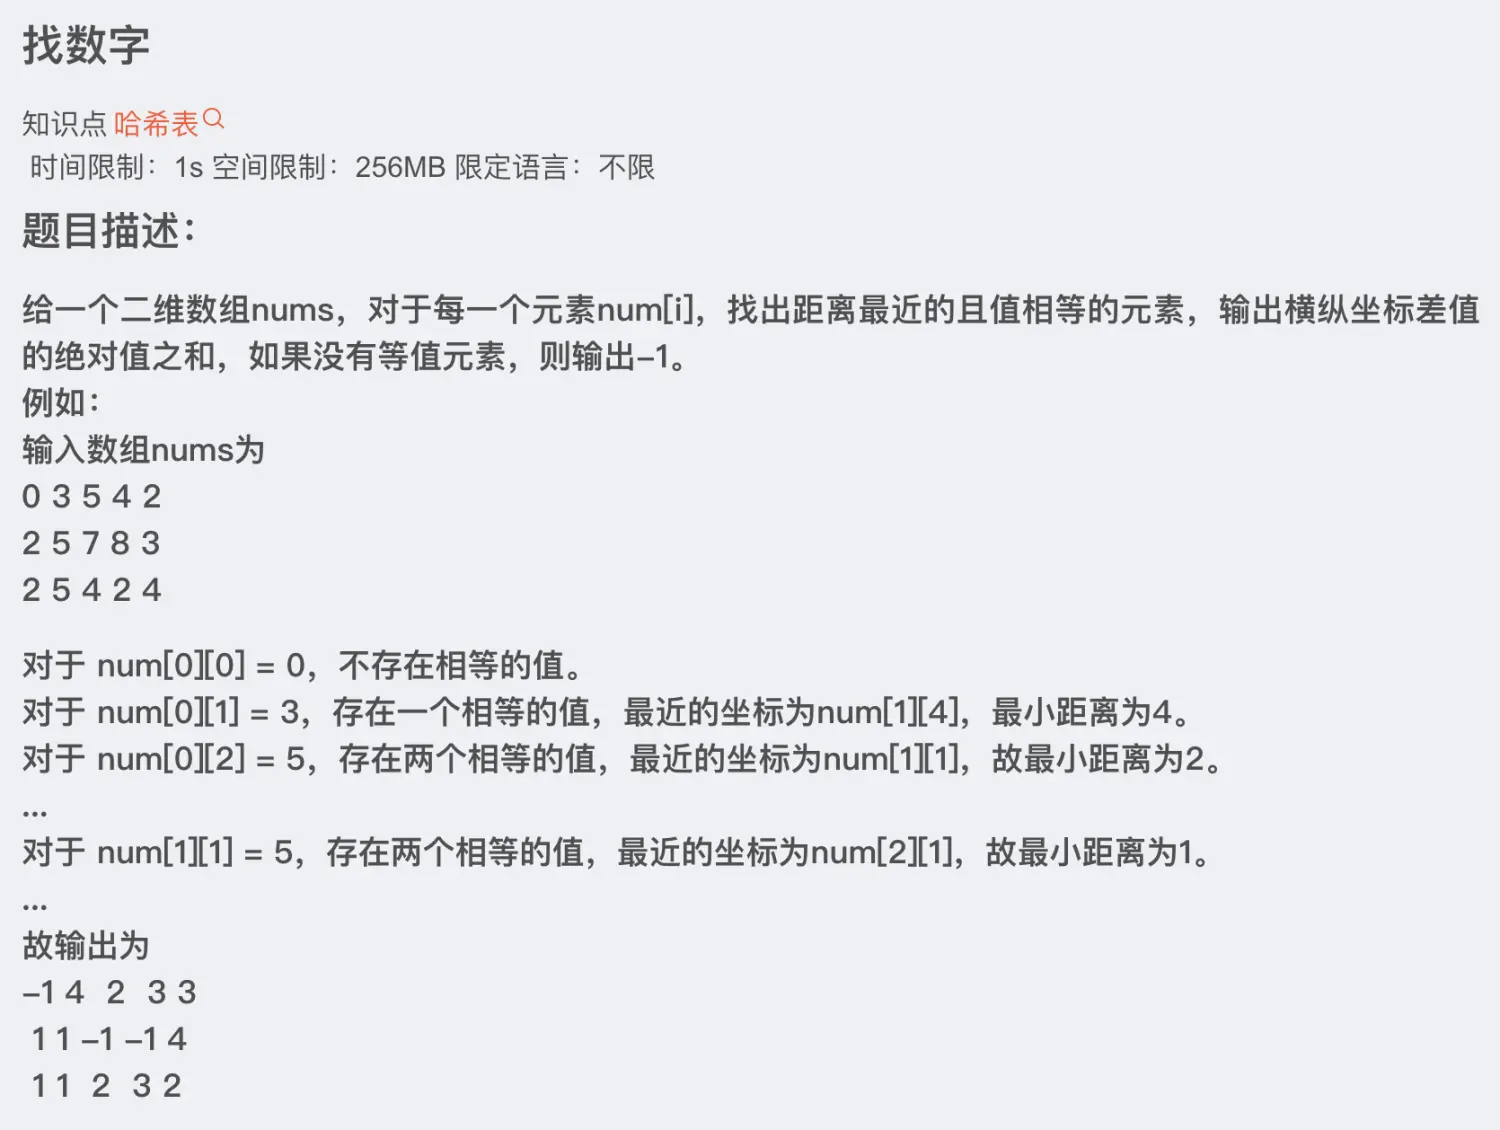 找数字
知识点 哈希表
时间限制：1s 空间限制：256MB 限定语言：不限
题目描述：
给一个二维数组nums，对于每一个元素num[i]，找出距离最近的且值相等的元素，输出横纵坐标差值
的绝对值之和，如果没有等值元素，则输出-1。
例如：
输入数组nums为
0 3 5 4 2
2 5 7 8 3
2 5 4 2 4
对于 num[0][0] = 0，不存在相等的值。
对于 num[0][1] = 3，存在一个相等的值，最近的坐标为num[1][4]，最小距离为4。
对于 num[0][2] = 5，存在两个相等的值，最近的坐标为num[1][1]，故最小距离为2。
...
对于 num[1][1] = 5，存在两个相等的值，最近的坐标为num[2][1]，故最小距离为1。
...
故输出为
-1 4 2 3 3
1 1 -1 -1 4
1 1 2 3 2